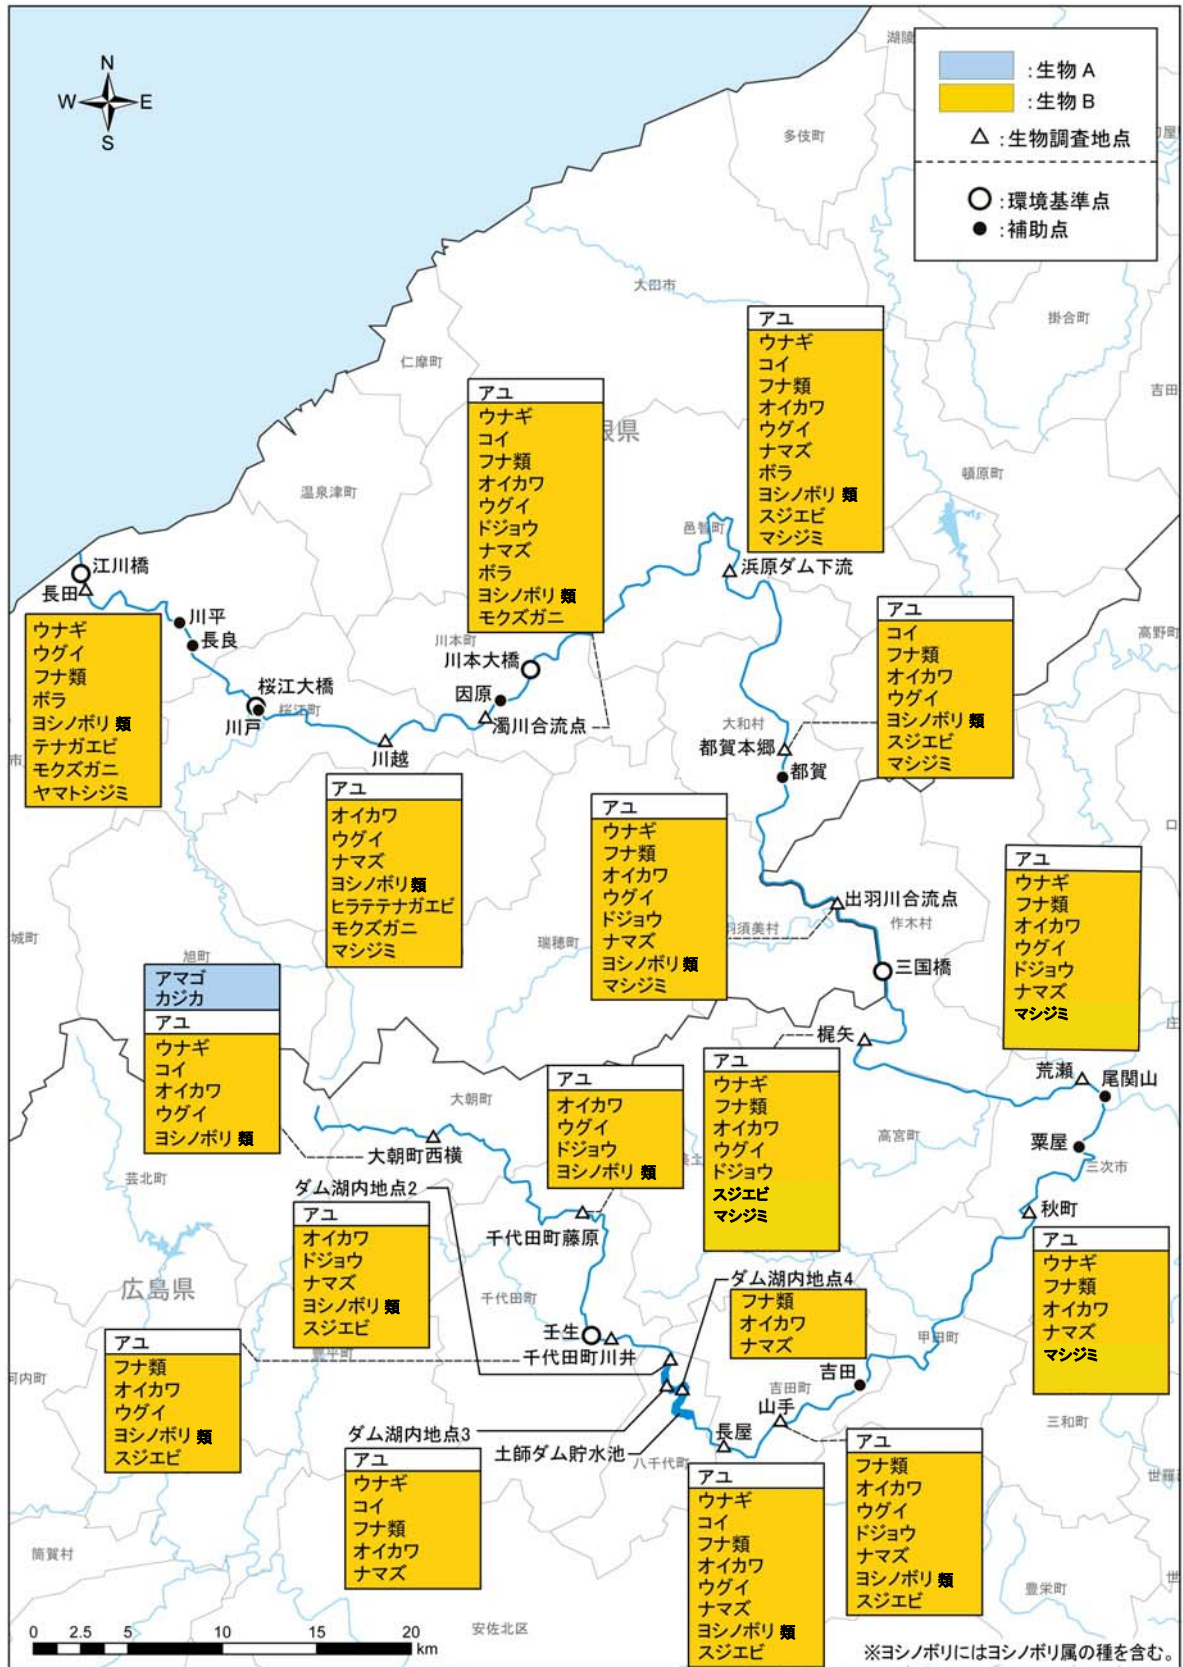 N
W E
S
:生物A
:生物B
△:生物調査地点
○:環境基準点
●:補助点
湖陵
多伎町
大田市
掛合町
仁摩町
吉田
頓原町
温泉津町
邑智町
高野町
川本町
大和村
桜江町
作木村
羽須美村
瑞穂町
旭町
城町
市
口
庄
大朝町
高宮町
芸北町
三次市
広島県
千代田町
甲田町
吉田町
三和町
八千代町
河内町
筒賀村
豊栄町
安佐北区
アユ
ウナギ
コイ
フナ類
オイカワ
ウグイ
ナマズ
ボラ
ヨシノボリ類
スジエビ
マシジミ
浜原ダム下流
アユ
ウナギ
コイ
フナ類
オイカワ
ウグイ
ドジョウ
ナマズ
ボラ
ヨシノボリ類
モクズガニ
濁川合流点
江川橋
長田
川平
長良
桜江大橋
川戸
川本大橋
因原
川越
ウナギ
ウグイ
フナ類
ボラ
ヨシノボリ類
テナガエビ
モクズガニ
ヤマトシジミ
アユ
コイ
フナ類
オイカワ
ウグイ
ヨシノボリ類
スジエビ
マシジミ
都賀本郷
都賀
アユ
オイカワ
ウグイ
ナマズ
ヨシノボリ類
ヒラテテナガエビ
モクズガニ
マシジミ
アユ
ウナギ
フナ類
オイカワ
ウグイ
ドジョウ
ナマズ
ヨシノボリ類
マシジミ
出羽川合流点
三国橋
アユ
ウナギ
フナ類
オイカワ
ウグイ
ドジョウ
ナマズ
マシジミ
荒瀬
尾関山
粟屋
アマゴ
カジカ
アユ
ウナギ
コイ
オイカワ
ウグイ
ヨシノボリ類
大朝町西横
アユ
オイカワ
ウグイ
ドジョウ
ヨシノボリ類
千代田町藤原
梶矢
アユ
ウナギ
フナ類
オイカワ
ウグイ
ドジョウ
スジエビ
マシジミ
秋町
アユ
ウナギ
フナ類
オイカワ
ナマズ
マシジミ
ダム湖内地点2
アユ
オイカワ
ドジョウ
ナマズ
ヨシノボリ類
スジエビ
ダム湖内地点4
フナ類
オイカワ
ナマズ
壬生
千代田町川井
アユ
フナ類
オイカワ
ウグイ
ヨシノボリ類
スジエビ
ダム湖内地点3
アユ
ウナギ
コイ
フナ類
オイカワ
ナマズ
土師ダム貯水池
長屋
アユ
ウナギ
コイ
フナ類
オイカワ
ウグイ
ナマズ
ヨシノボリ類
スジエビ
吉田
山手
アユ
フナ類
オイカワ
ウグイ
ドジョウ
ナマズ
ヨシノボリ類
スジエビ
0 2.5 5 10 15 20
km
※ヨシノボリにはヨシノボリ属の種を含む。